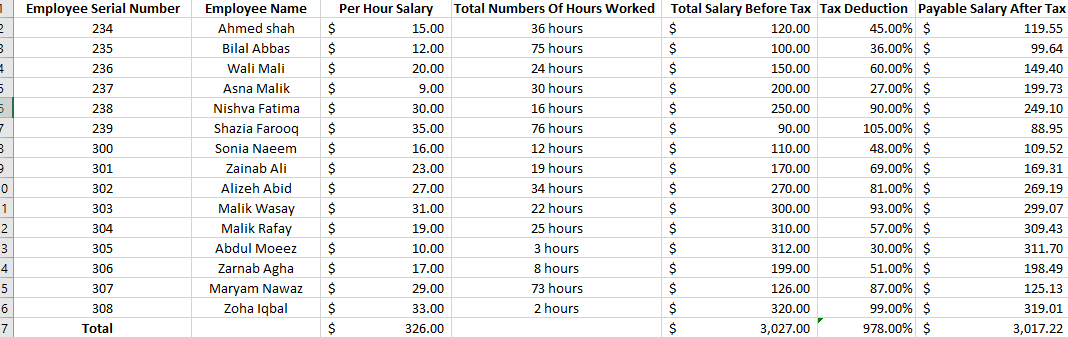 1 Employee Serial Number Employee Name Per Hour Salary Total Numbers Of Hours Worked Total Salary Before Tax Tax Deduction Payable Salary After Tax
2 234 Ahmed shah $ 15.00 36 hours $ 120.00 45.00% $ 119.55
3 235 Bilal Abbas $ 12.00 75 hours $ 100.00 36.00% $ 99.64
4 236 Wali Mali $ 20.00 24 hours $ 150.00 60.00% $ 149.40
5 237 Asna Malik $ 9.00 30 hours $ 200.00 27.00% $ 199.73
6 238 Nishva Fatima $ 30.00 16 hours $ 250.00 90.00% $ 249.10
7 239 Shazia Farooq $ 35.00 76 hours $ 90.00 105.00% $ 88.95
8 300 Sonia Naeem $ 16.00 12 hours $ 110.00 48.00% $ 109.52
9 301 Zainab Ali $ 23.00 19 hours $ 170.00 69.00% $ 169.31
0 302 Alizeh Abid $ 27.00 34 hours $ 270.00 81.00% $ 269.19
1 303 Malik Wasay $ 31.00 22 hours $ 300.00 93.00% $ 299.07
2 304 Malik Rafay $ 19.00 25 hours $ 310.00 57.00% $ 309.43
3 305 Abdul Moeez $ 10.00 3 hours $ 312.00 30.00% $ 311.70
4 306 Zarnab Agha $ 17.00 8 hours $ 199.00 51.00% $ 198.49
5 307 Maryam Nawaz $ 29.00 73 hours $ 126.00 87.00% $ 125.13
6 308 Zoha Iqbal $ 33.00 2 hours $ 320.00 99.00% $ 319.01
7 Total $ 326.00 $ 3,027.00 978.00% $ 3,017.22